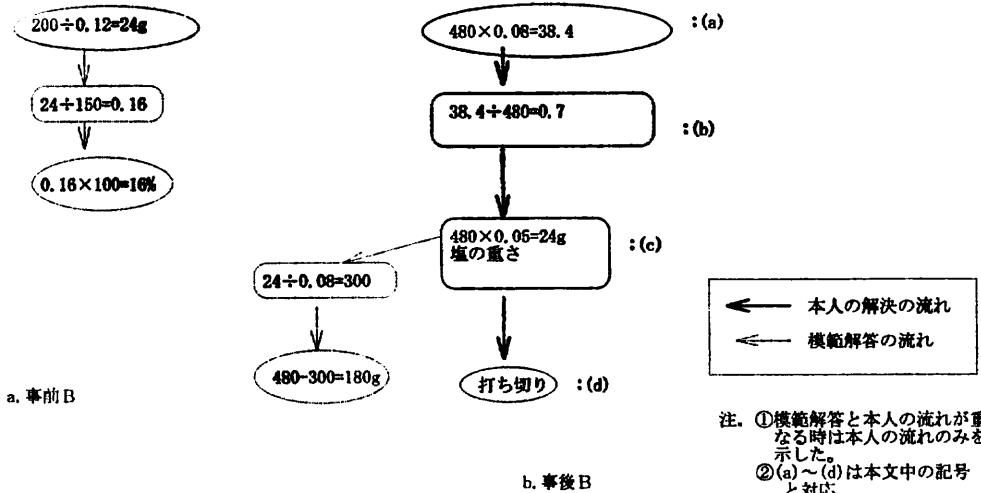 200÷0.12=24g
24÷150=0.16
0.16×100=16%
a. 事前B
480×0.08=38.4
:(a)
38.4÷480=0.7
:(b)
480×0.05=24g
塩の重さ
:(c)
24÷0.08=300
480-300=180g
打ち切り
:(d)
b. 事後B
本人の解決の流れ
模範解答の流れ
注. ①模範解答と本人の流れが重
なる時は本人の流れのみを
示した。
②(a)～(d)は本文中の記号
と対応